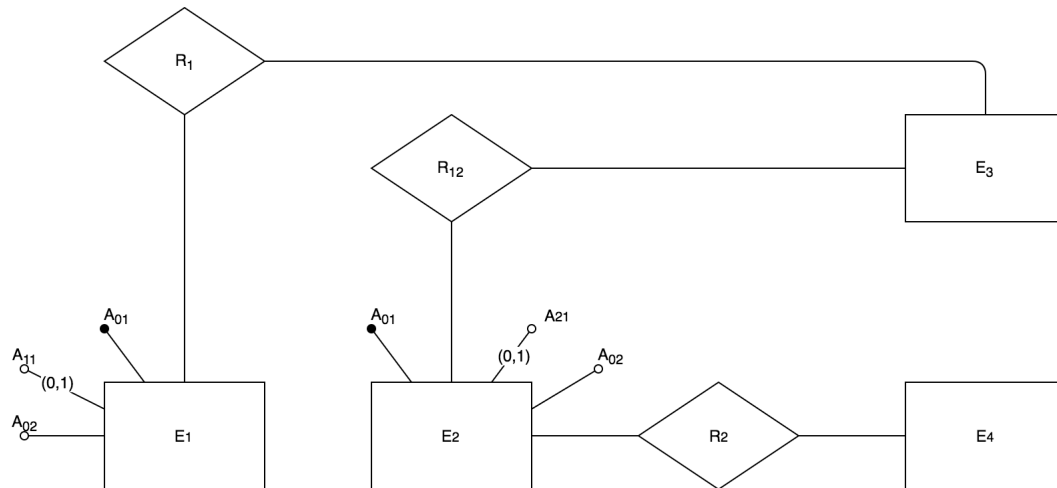 R1
R12
E3
A01
A01
A21
A11
(0,1)
(0,1)
A02
A02
E1
E2
R2
E4